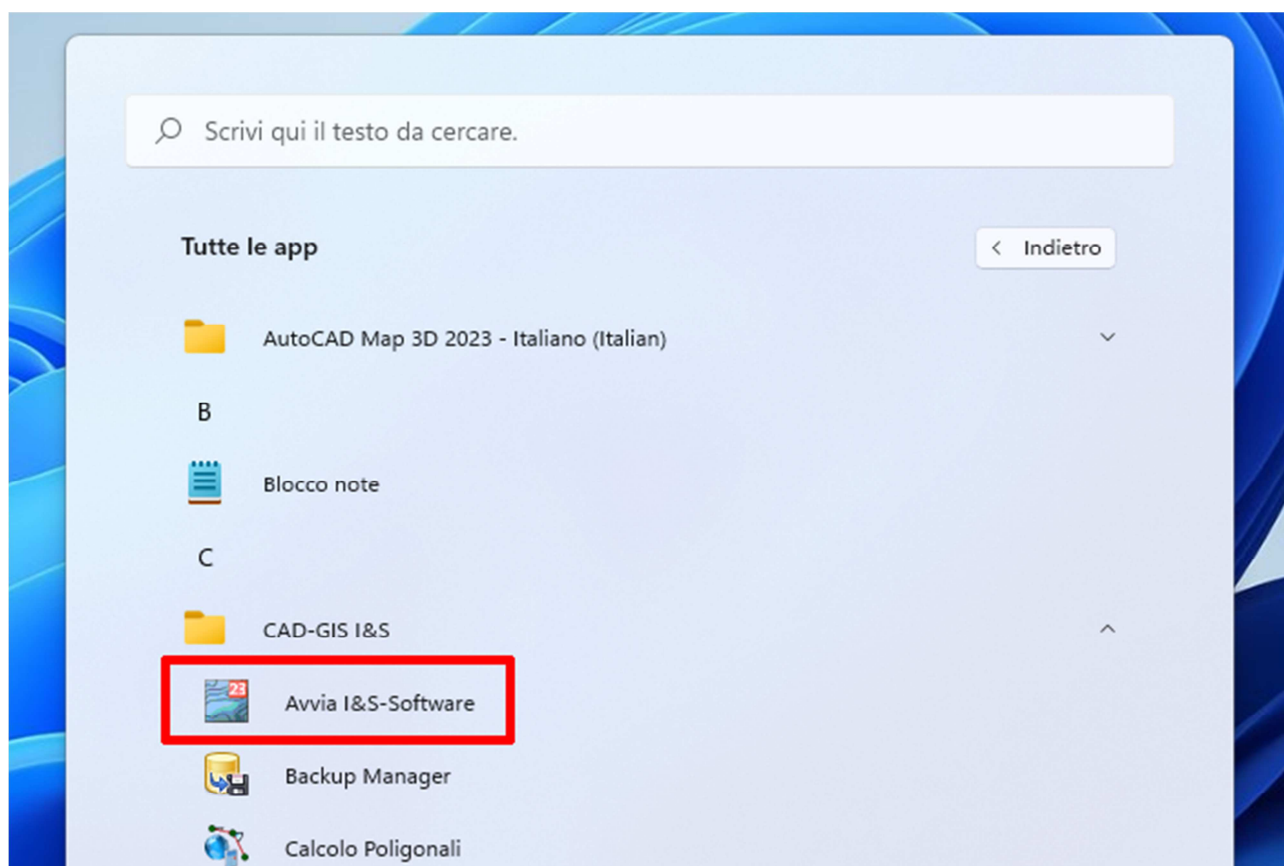 Scrivi qui il testo da cercare.
Tutte le app
Indietro
AutoCAD Map 3D 2023 - Italiano (Italian)
B
Blocco note
C
CAD-GIS I&S
23
Avvia I&S-Software
Backup Manager
Calcolo Poligonali